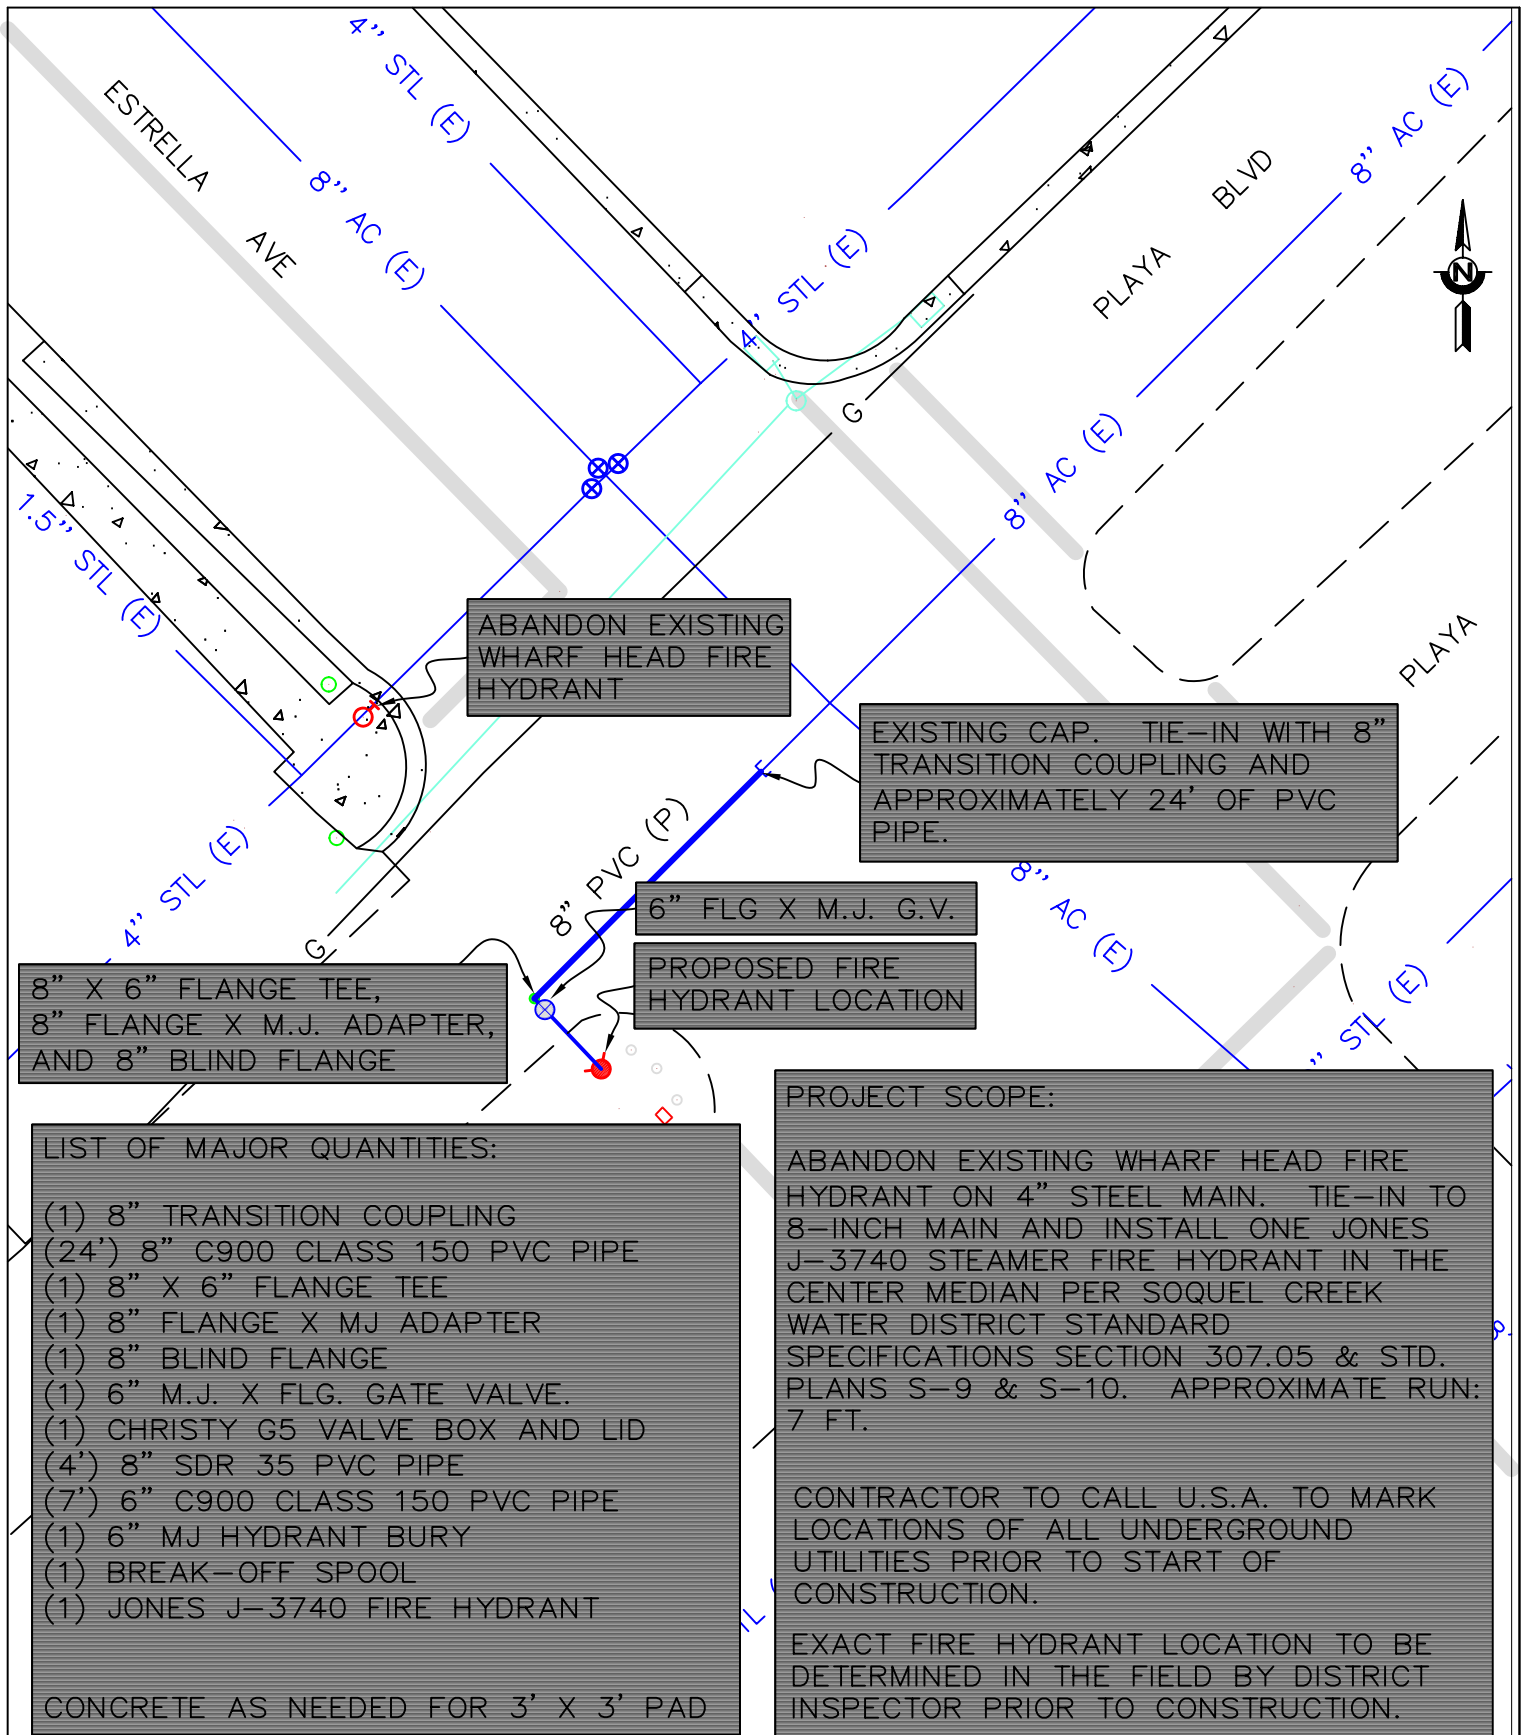 4” STL (E)
ESTRELLA
AVE
8” AC (E)
8” AC (E)
PLAYA
BLVD
N
4” STL (E)
G
8” AC (E)
1.5” STL (E)
PLAYA
ABANDON EXISTING
WHARF HEAD FIRE
HYDRANT
EXISTING CAP. TIE-IN WITH 8”
TRANSITION COUPLING AND
APPROXIMATELY 24’ OF PVC
PIPE.
4” STL (E)
8” PVC (P)
8” AC (E)
6” FLG X M.J. G.V.
G
PROPOSED FIRE
HYDRANT LOCATION
8” X 6” FLANGE TEE,
8” FLANGE X M.J. ADAPTER,
AND 8” BLIND FLANGE
” STL (E)
LIST OF MAJOR QUANTITIES:
(1) 8” TRANSITION COUPLING
(24’) 8” C900 CLASS 150 PVC PIPE
(1) 8” X 6” FLANGE TEE
(1) 8” FLANGE X MJ ADAPTER
(1) 8” BLIND FLANGE
(1) 6” M.J. X FLG. GATE VALVE.
(1) CHRISTY G5 VALVE BOX AND LID
(4’) 8” SDR 35 PVC PIPE
(7’) 6” C900 CLASS 150 PVC PIPE
(1) 6” MJ HYDRANT BURY
(1) BREAK-OFF SPOOL
(1) JONES J-3740 FIRE HYDRANT
CONCRETE AS NEEDED FOR 3’ X 3’ PAD
PROJECT SCOPE:
ABANDON EXISTING WHARF HEAD FIRE
HYDRANT ON 4” STEEL MAIN. TIE-IN TO
8-INCH MAIN AND INSTALL ONE JONES
J-3740 STEAMER FIRE HYDRANT IN THE
CENTER MEDIAN PER SOQUEL CREEK
WATER DISTRICT STANDARD
SPECIFICATIONS SECTION 307.05 & STD.
PLANS S-9 & S-10. APPROXIMATE RUN:
7 FT.
CONTRACTOR TO CALL U.S.A. TO MARK
LOCATIONS OF ALL UNDERGROUND
UTILITIES PRIOR TO START OF
CONSTRUCTION.
EXACT FIRE HYDRANT LOCATION TO BE
DETERMINED IN THE FIELD BY DISTRICT
INSPECTOR PRIOR TO CONSTRUCTION.